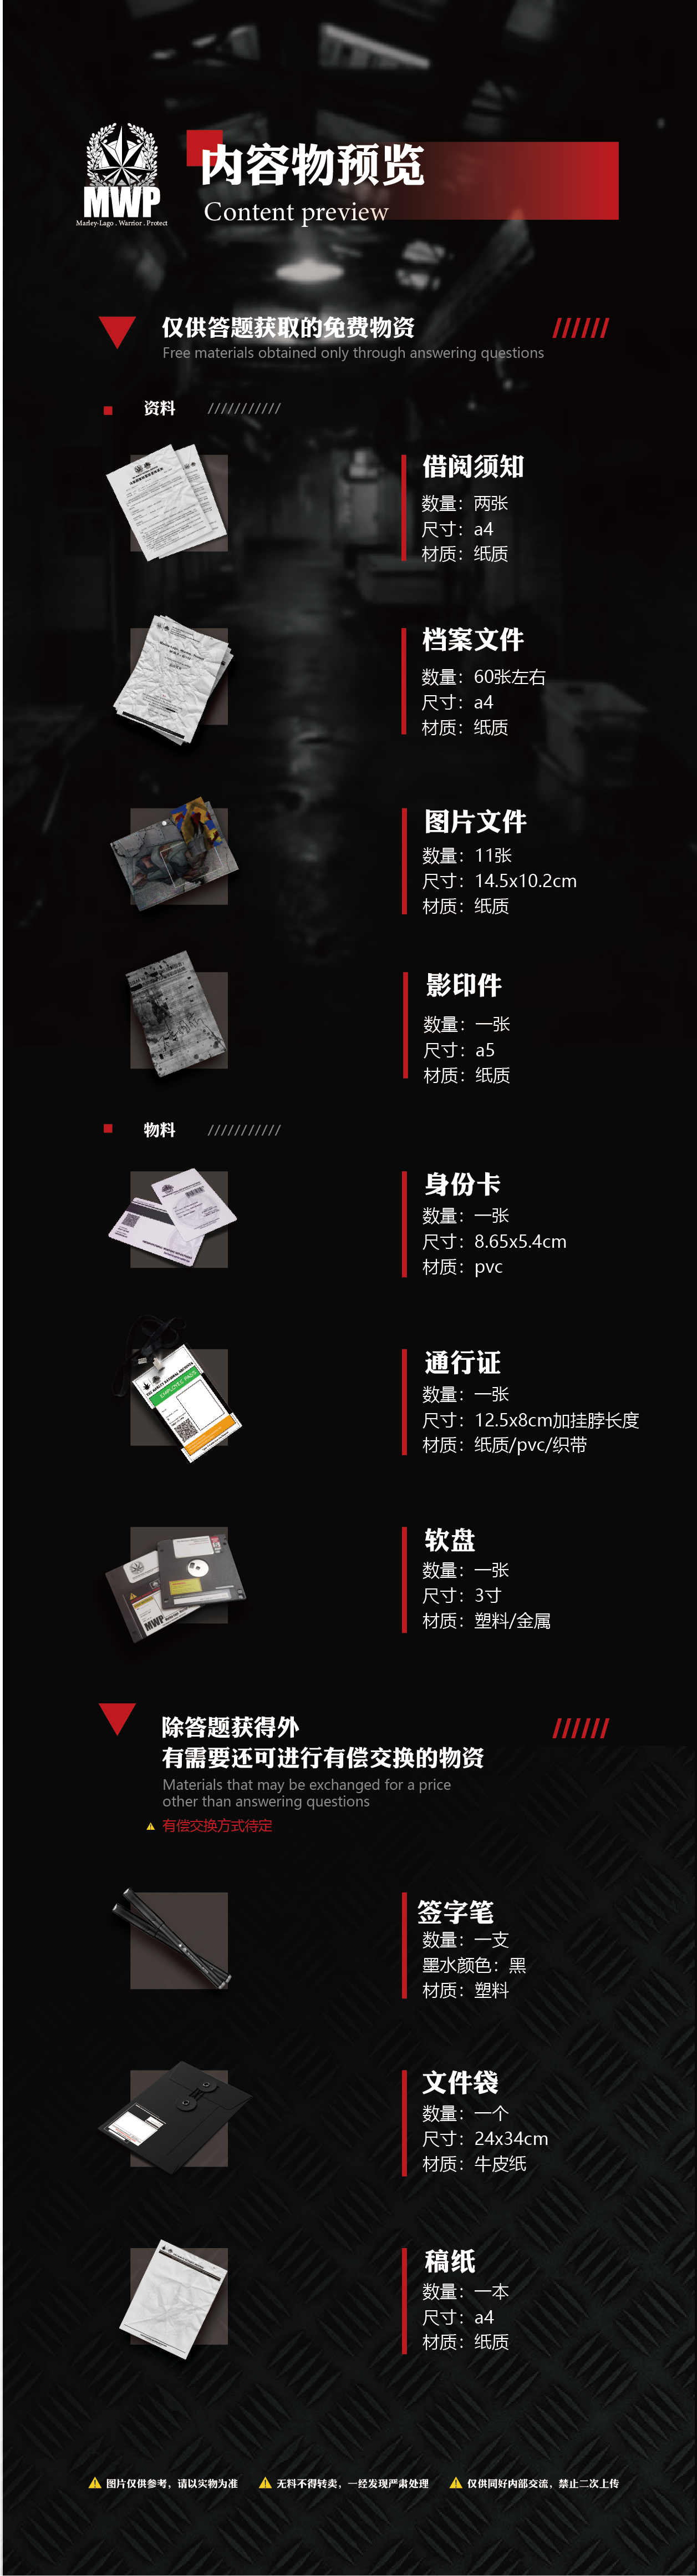 MWP
Marley-Lago . Warrior . Protect
内容物预览
Content preview
仅供答题获取的免费物资
Free materials obtained only through answering questions
资料
///////////
借阅须知
数量：两张
尺寸：a4
材质：纸质
档案文件
数量：60张左右
尺寸：a4
材质：纸质
图片文件
数量：11张
尺寸：14.5x10.2cm
材质：纸质
影印件
数量：一张
尺寸：a5
材质：纸质
物料
///////////
身份卡
数量：一张
尺寸：8.65x5.4cm
材质：pvc
EMPLOYEE PASS
通行证
数量：一张
尺寸：12.5x8cm加挂脖长度
材质：纸质/pvc/织带
MWP
软盘
数量：一张
尺寸：3寸
材质：塑料/金属
除答题获得外
有需要还可进行有偿交换的物资
Materials that may be exchanged for a price
other than answering questions
有偿交换方式待定
签字笔
数量：一支
墨水颜色：黑
材质：塑料
文件袋
数量：一个
尺寸：24x34cm
材质：牛皮纸
稿纸
数量：一本
尺寸：a4
材质：纸质
图片仅供参考，请以实物为准
无料不得转卖，一经发现严肃处理
仅供同好内部交流，禁止二次上传